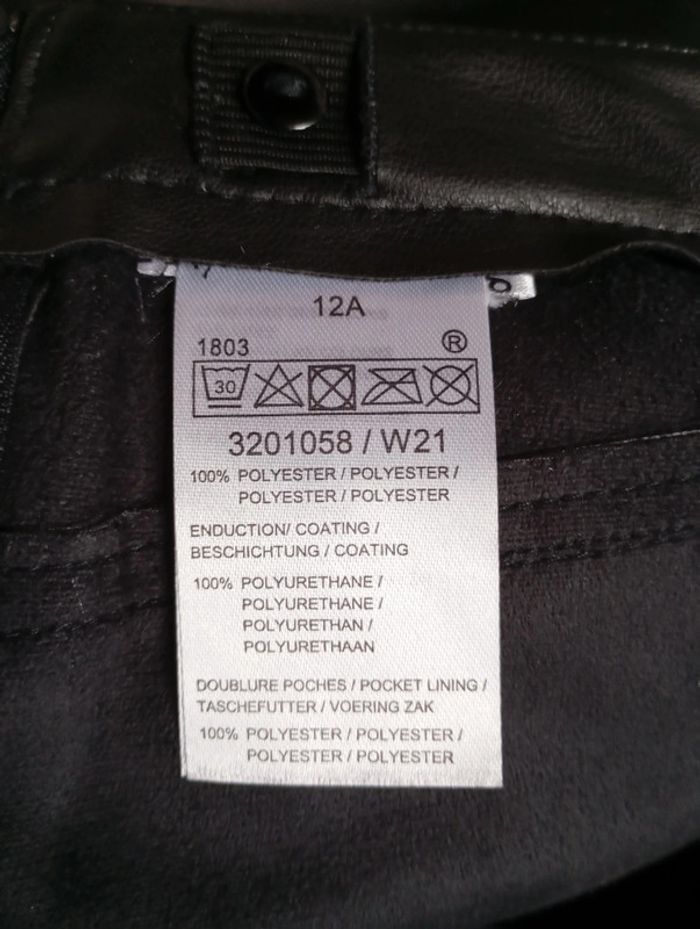 12A
1803 ®
30
3201058 / W21
100% POLYESTER / POLYESTER /
POLYESTER / POLYESTER
ENDUCTION/ COATING /
BESCHICHTUNG / COATING
100% POLYURETHANE /
POLYURETHANE /
POLYURETHAN /
POLYURETHAAN
DOUBLURE POCHES / POCKET LINING /
TASCHEFUTTER / VOERING ZAK
100% POLYESTER / POLYESTER /
POLYESTER / POLYESTER